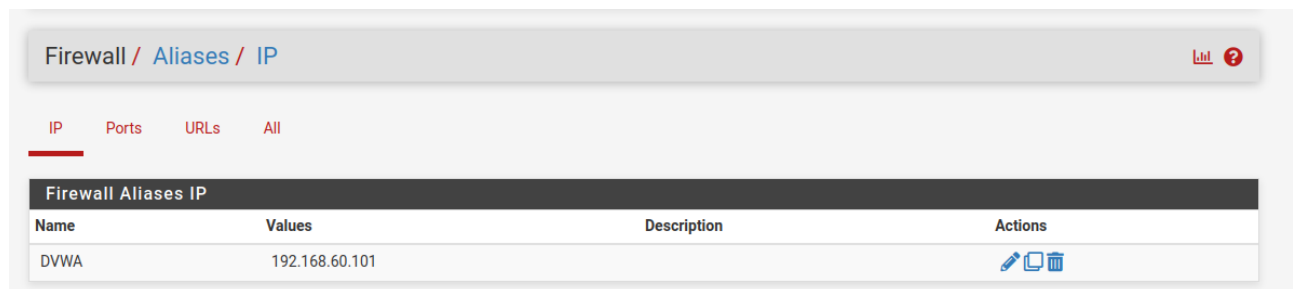 Firewall / Aliases / IP
IP Ports URLs All
Firewall Aliases IP
Name Values Description Actions
DVWA 192.168.60.101